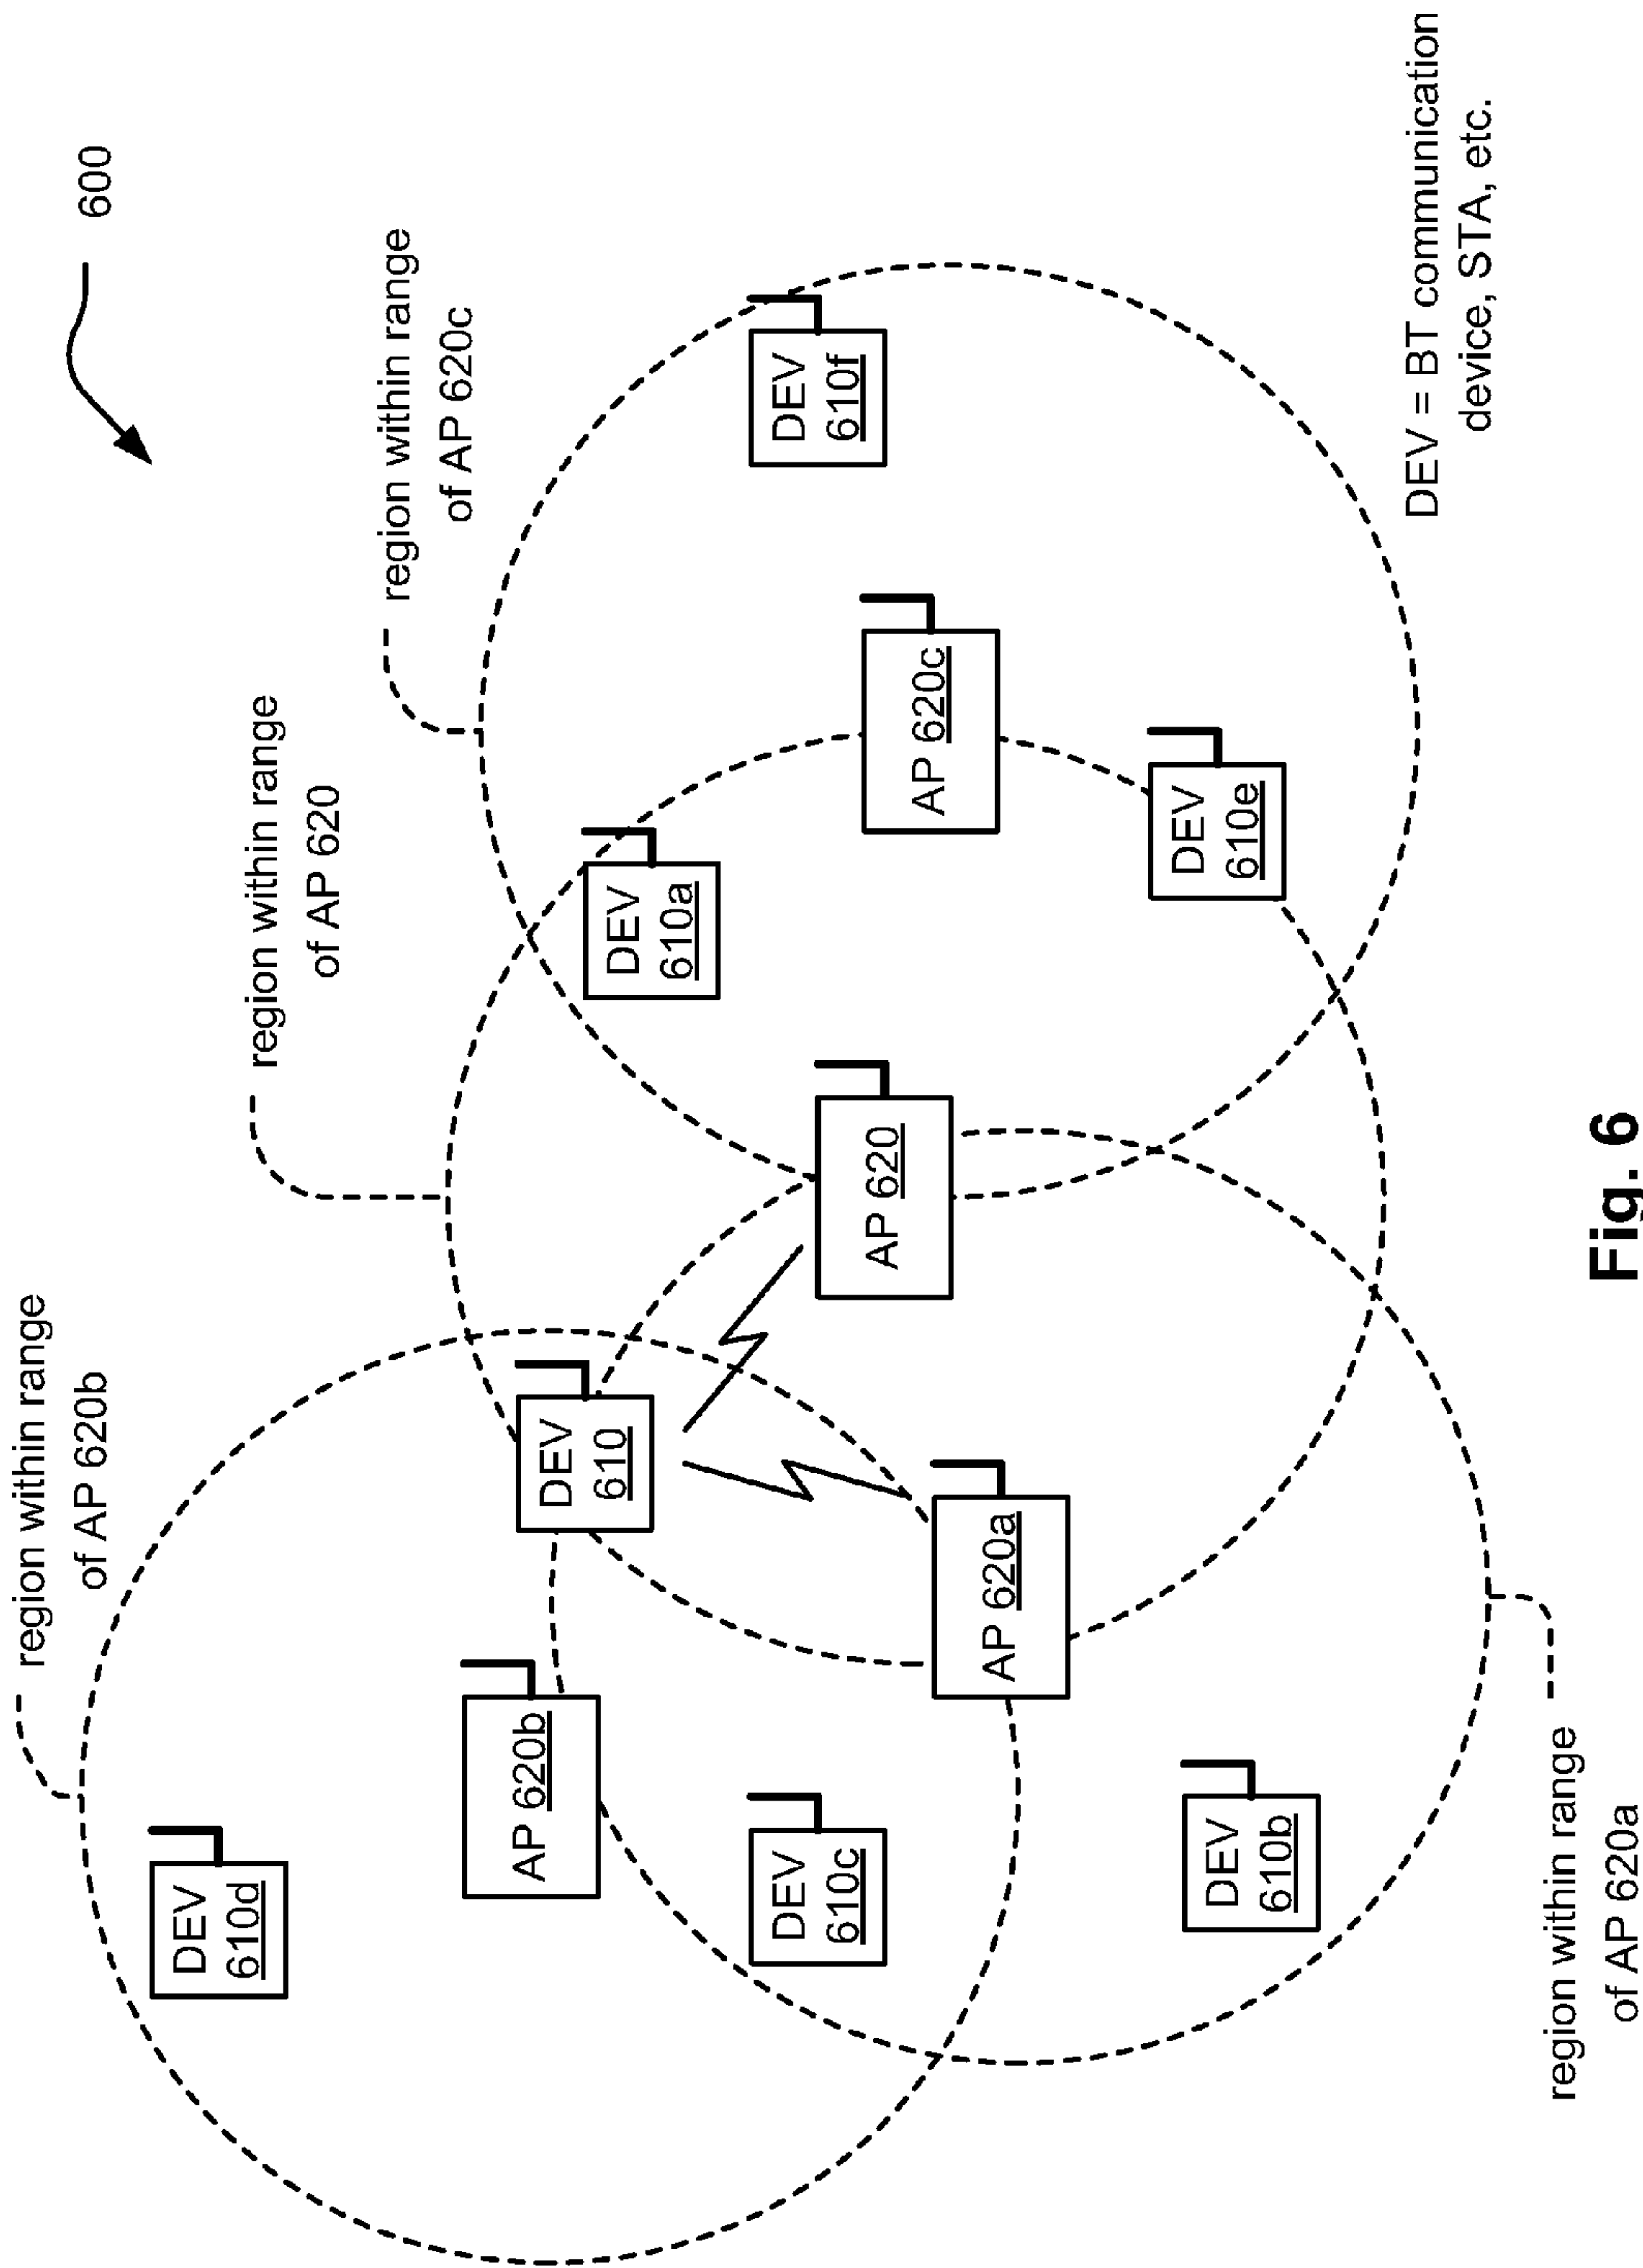 600
region within range
of AP 620b
region within range
of AP 620
region within range
of AP 620c
DEV
610d
AP 620b
DEV
610
DEV
610a
DEV
610f
DEV
610c
AP 620
AP 620c
AP 620a
DEV
610b
DEV
610e
region within range
of AP 620a
DEV = BT communication
device, STA, etc.
Fig. 6